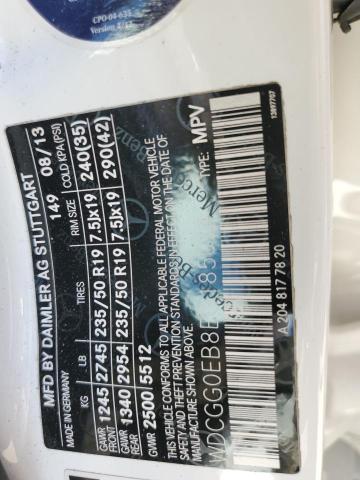 CPO-04-633
MFD BY DAIMLER AG STUTTGART
MADE IN GERMANY
149 08/13
KG LB TIRES RIM SIZE COLD KPA(PSI)
GAWR FRONT 1245 2745 235/50 R19 7.5Jx19 240(35)
GAWR REAR 1340 2954 235/50 R19 7.5Jx19 290(42)
GVWR 2500 5512
THIS VEHICLE CONFORMS TO ALL APPLICABLE FEDERAL MOTOR VEHICLE
SAFETY AND THEFT PREVENTION STANDARDS IN EFFECT ON THE DATE OF
MANUFACTURE SHOWN ABOVE.
TYPE: MPV
A 204 817 78 20